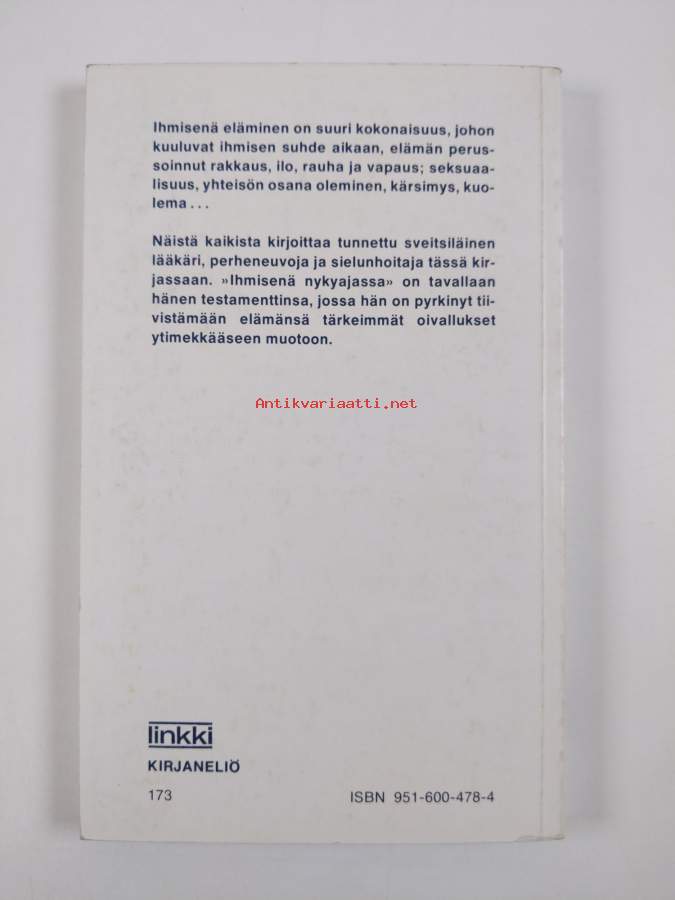 Ihmisenä eläminen on suuri kokonaisuus, johon
kuuluvat ihmisen suhde aikaan, elämän perus-
soinnut rakkaus, ilo, rauha ja vapaus; seksuaa-
lisuus, yhteisön osana oleminen, kärsimys, kuo-
lema...
Näistä kaikista kirjoittaa tunnettu sveitsiläinen
lääkäri, perheneuvoja ja sielunhoitaja tässä kir-
jassaan. »Ihmisenä nykyajassa» on tavallaan
hänen testamenttinsa, jossa hän on pyrkinyt tii-
vistämään elämänsä tärkeimmät oivallukset
ytimekkääseen muotoon.
Antikvariaatti.net
linkki
KIRJANELIÖ
173 ISBN 951-600-478-4